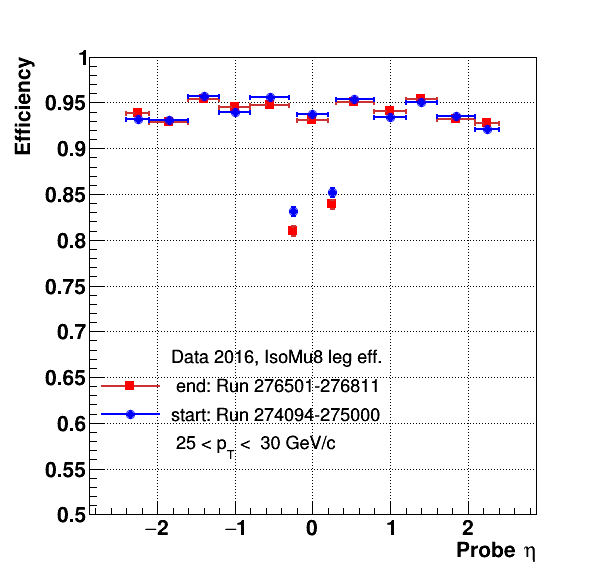 Efficiency
1
0.95
0.9
0.85
0.8
0.75
0.7
0.65
0.6
0.55
0.5
Data 2016, IsoMu8 leg eff.
end: Run 276501-276811
start: Run 274094-275000
25 < p_T < 30 GeV/c
−2 −1 0 1 2
Probe η